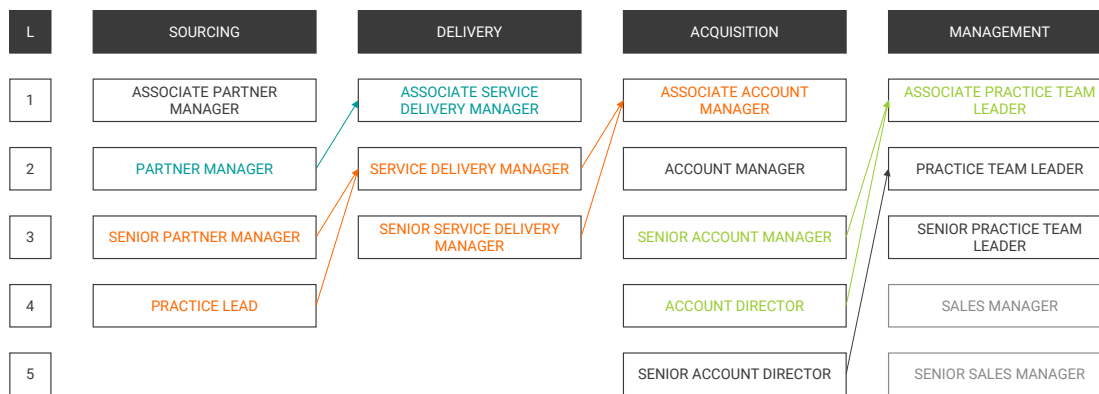 L
SOURCING
DELIVERY
ACQUISITION
MANAGEMENT
1
ASSOCIATE PARTNER
MANAGER
ASSOCIATE SERVICE
DELIVERY MANAGER
ASSOCIATE ACCOUNT
MANAGER
ASSOCIATE PRACTICE TEAM
LEADER
2
PARTNER MANAGER
SERVICE DELIVERY MANAGER
ACCOUNT MANAGER
PRACTICE TEAM LEADER
3
SENIOR PARTNER MANAGER
SENIOR SERVICE DELIVERY
MANAGER
SENIOR ACCOUNT MANAGER
SENIOR PRACTICE TEAM
LEADER
4
PRACTICE LEAD
ACCOUNT DIRECTOR
SALES MANAGER
5
SENIOR ACCOUNT DIRECTOR
SENIOR SALES MANAGER